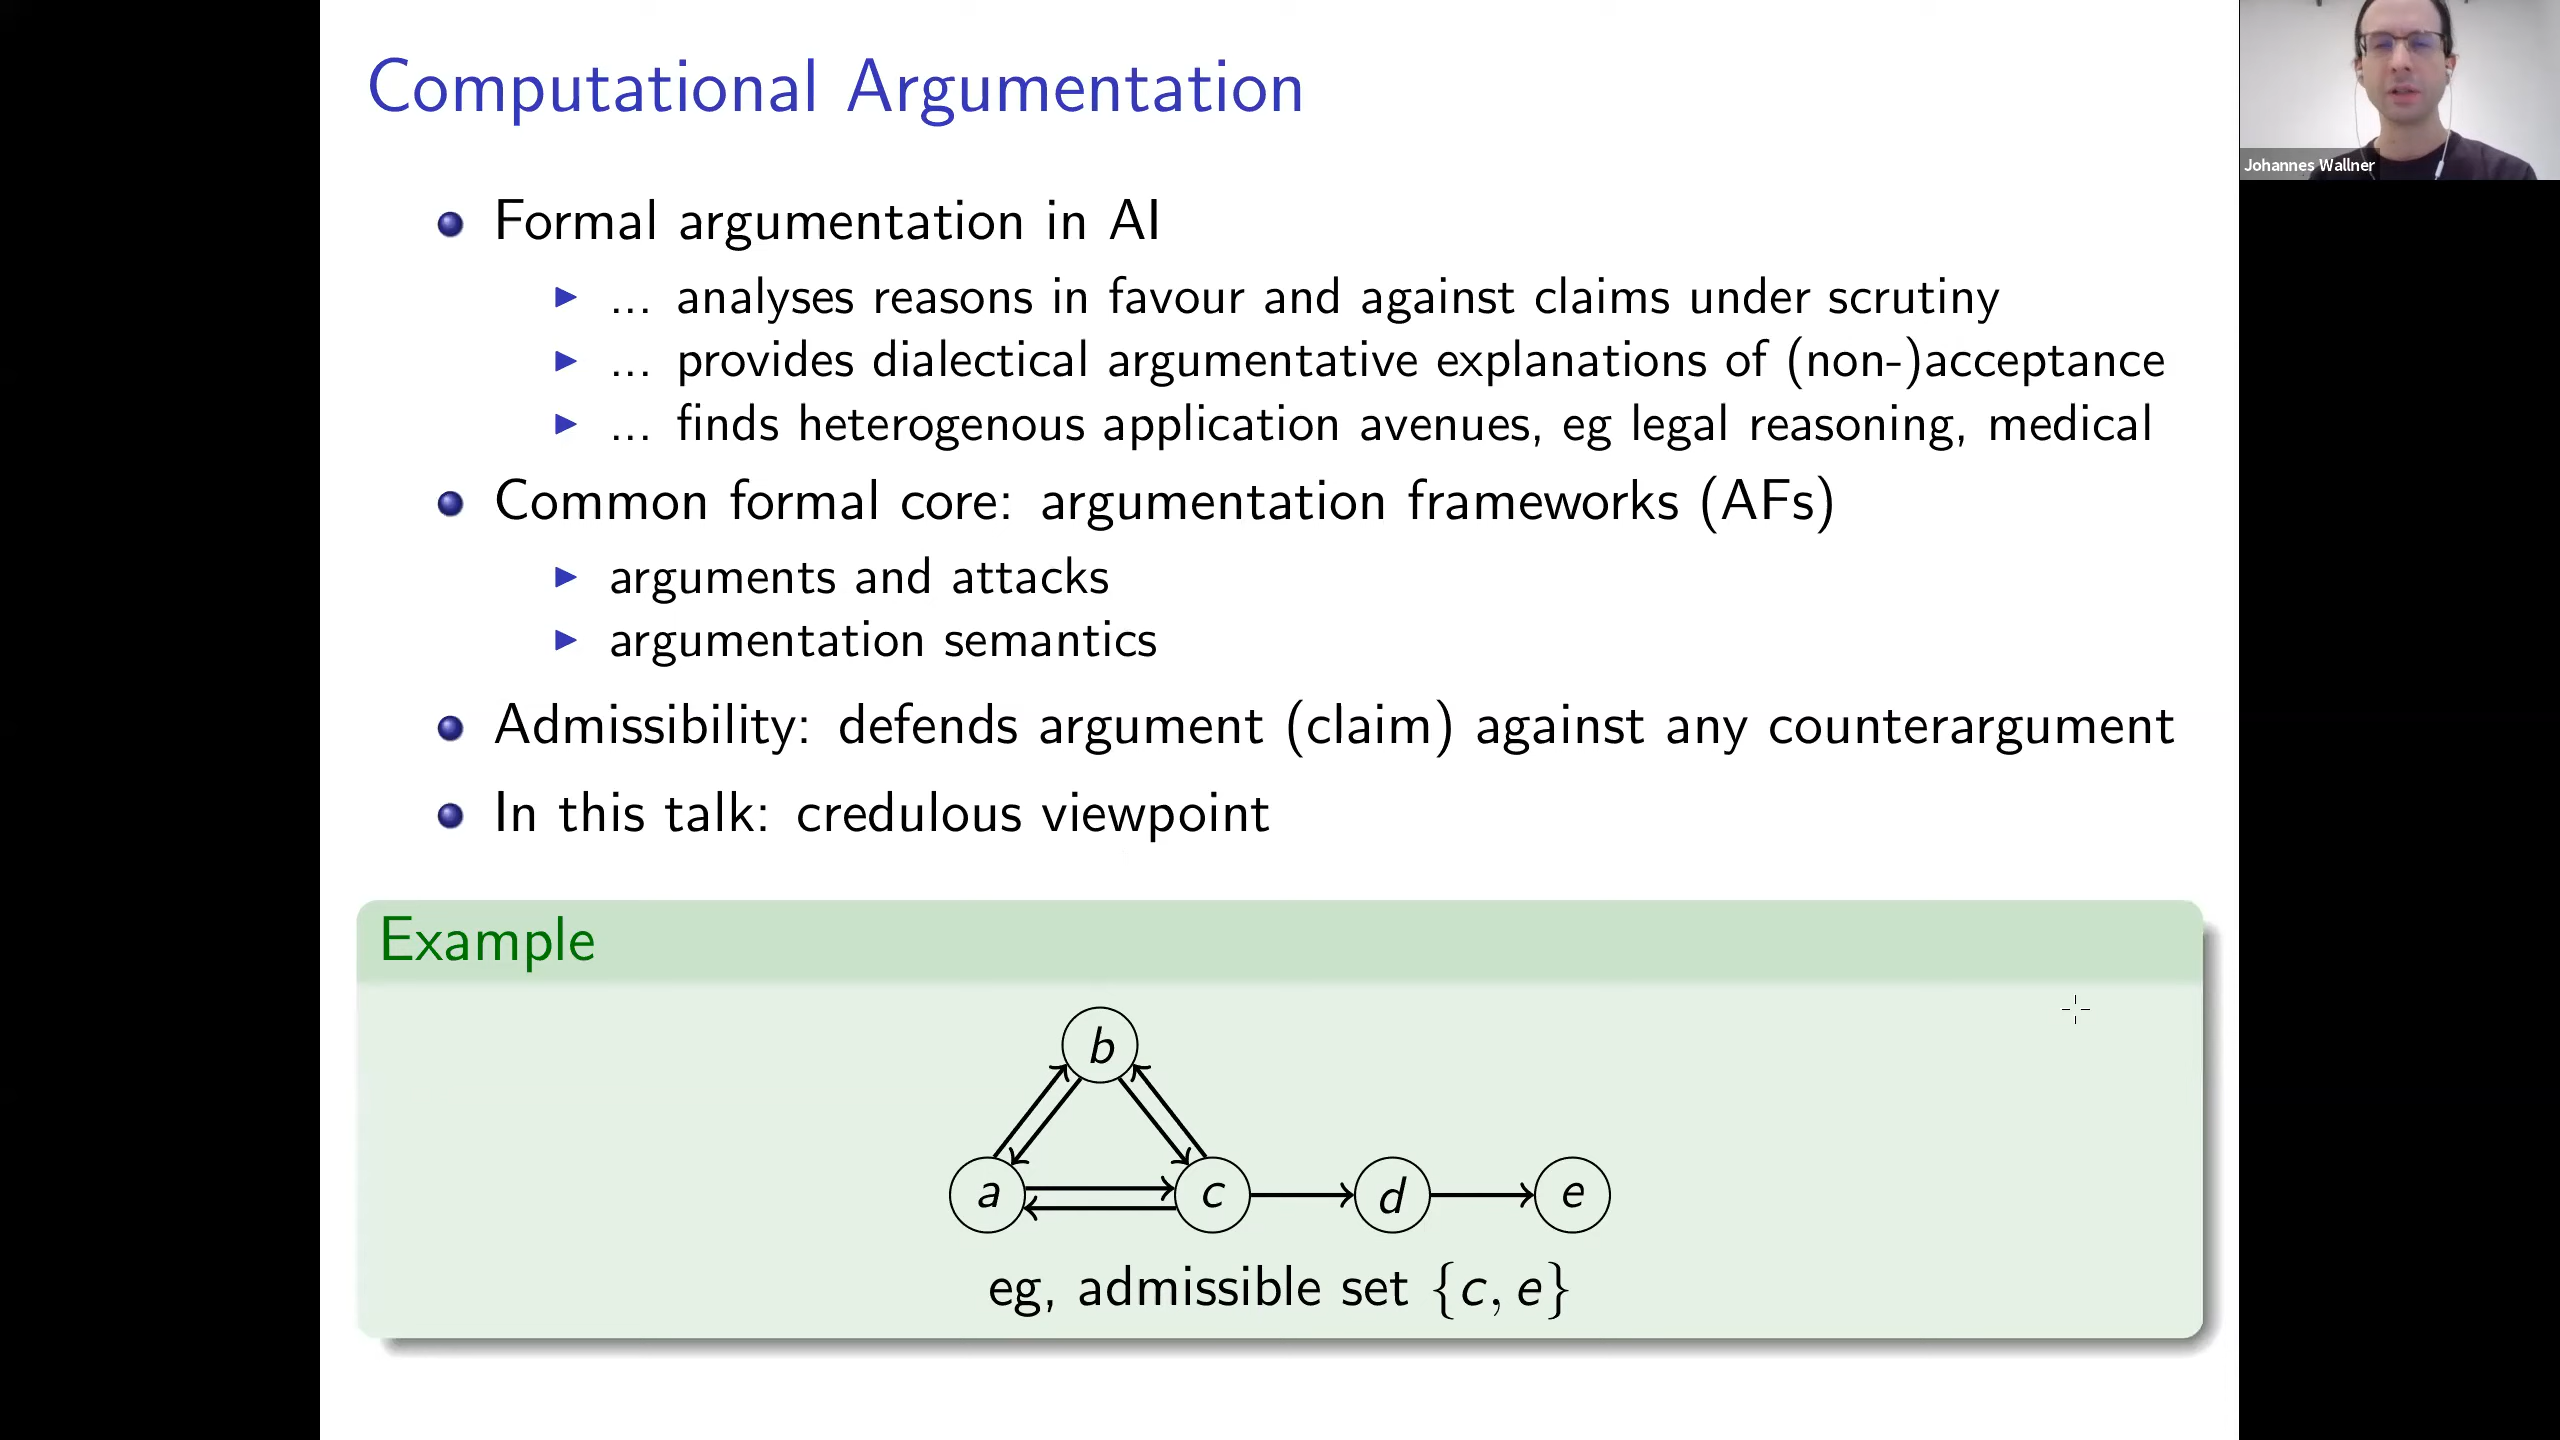 Computational Argumentation
Johannes Wallner
Formal argumentation in AI
... analyses reasons in favour and against claims under scrutiny
... provides dialectical argumentative explanations of (non-)acceptance
... finds heterogenous application avenues, eg legal reasoning, medical
Common formal core: argumentation frameworks (AFs)
arguments and attacks
argumentation semantics
Admissibility: defends argument (claim) against any counterargument
In this talk: credulous viewpoint
Example
b
a c d e
eg, admissible set {c, e}